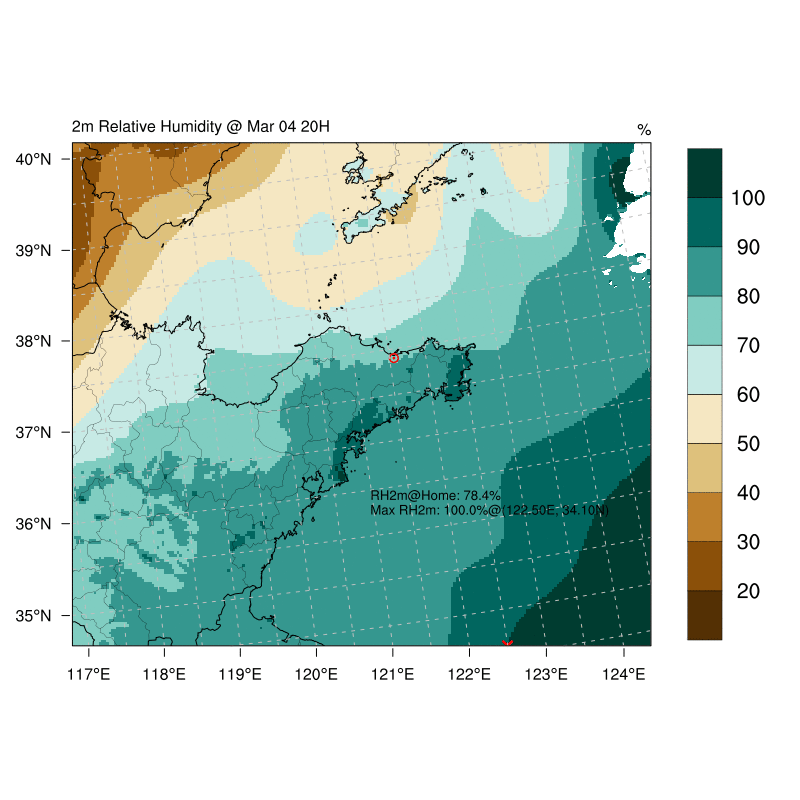 2m Relative Humidity @ Mar 04 20H
%
40°N
39°N
38°N
37°N
36°N
35°N
117°E
118°E
119°E
120°E
121°E
122°E
123°E
124°E
RH2m@Home: 78.4%
Max RH2m: 100.0%@(122.50E, 34.10N)
100
90
80
70
60
50
40
30
20